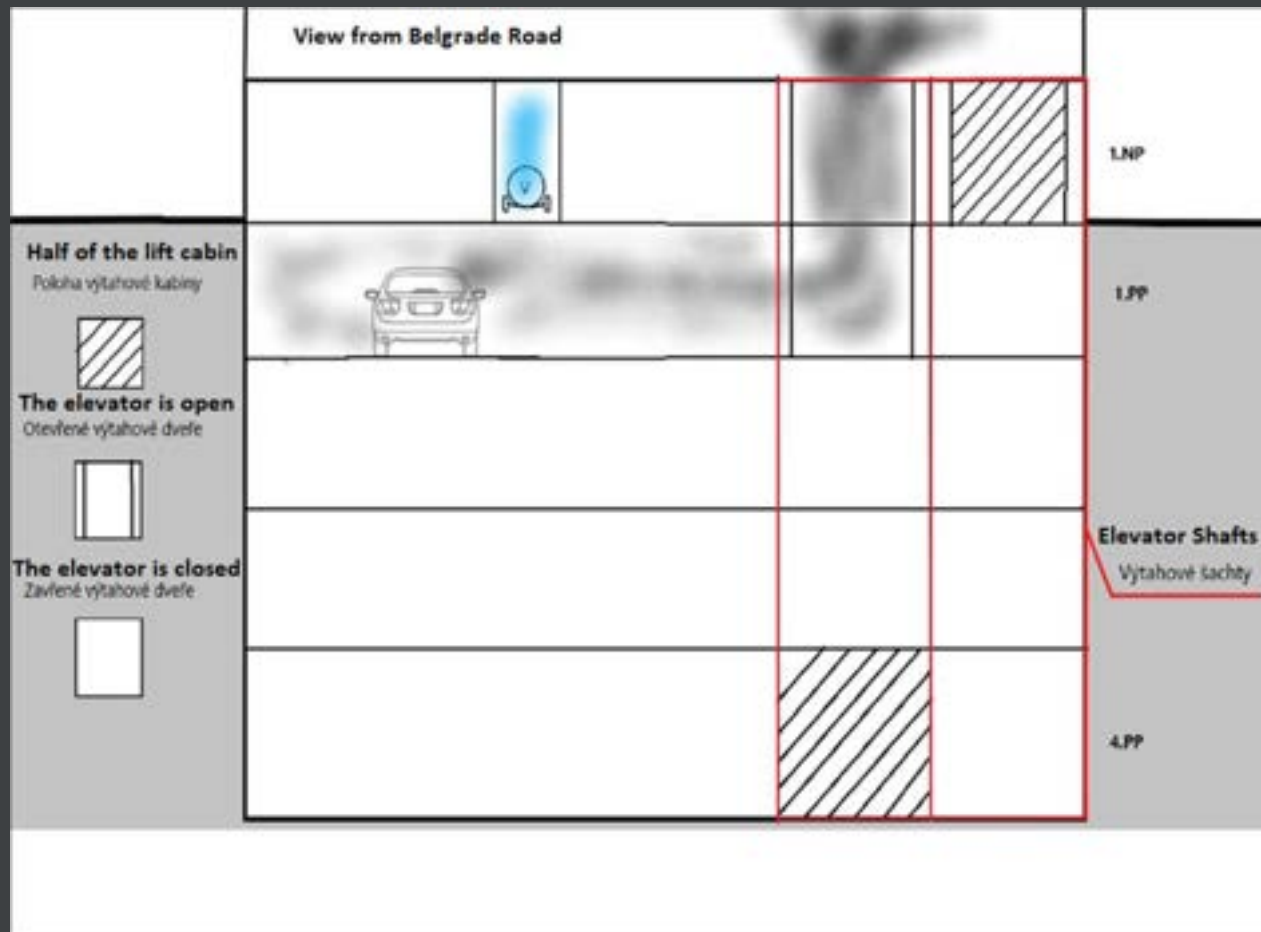 View from Belgrade Road
V
1.NP
Half of the lift cabin
Poloha výtahové kabiny
1.PP
The elevator is open
Otevřené výtahové dveře
The elevator is closed
Zavřené výtahové dveře
Elevator Shafts
Výtahové šachty
4.PP